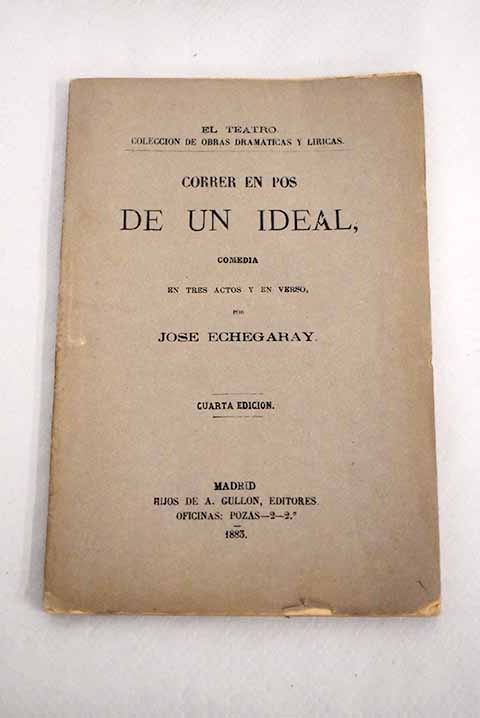 EL TEATRO.
COLECCION DE OBRAS DRAMATICAS Y LIRICAS.
CORRER EN POS
DE UN IDEAL,
COMEDIA
EN TRES ACTOS Y EN VERSO,
POR
JOSE ECHEGARAY.
CUARTA EDICION.
MADRID
HIJOS DE A. GULLON, EDITORES.
OFICINAS: POZAS—2—2.º
1883.